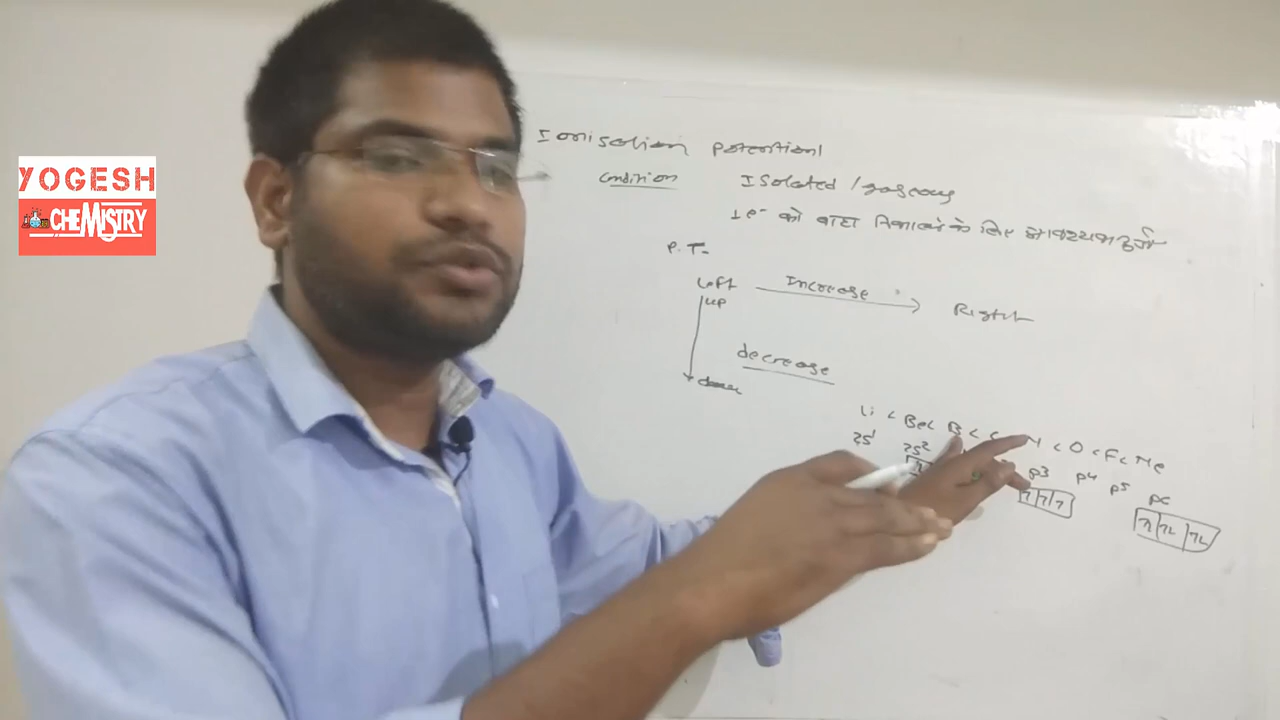 YOGESH
CHEMISTRY
Ionisation potential
condition Isolated / gaseous
1e⁻ को बाहर निकालने के लिए आवश्यक ऊर्जा
P.T.
Left Increase Right
up
decrease
down
Li < Be < B < C N < O < F < Ne
2s¹ 2s² p3 p4 p5 p6